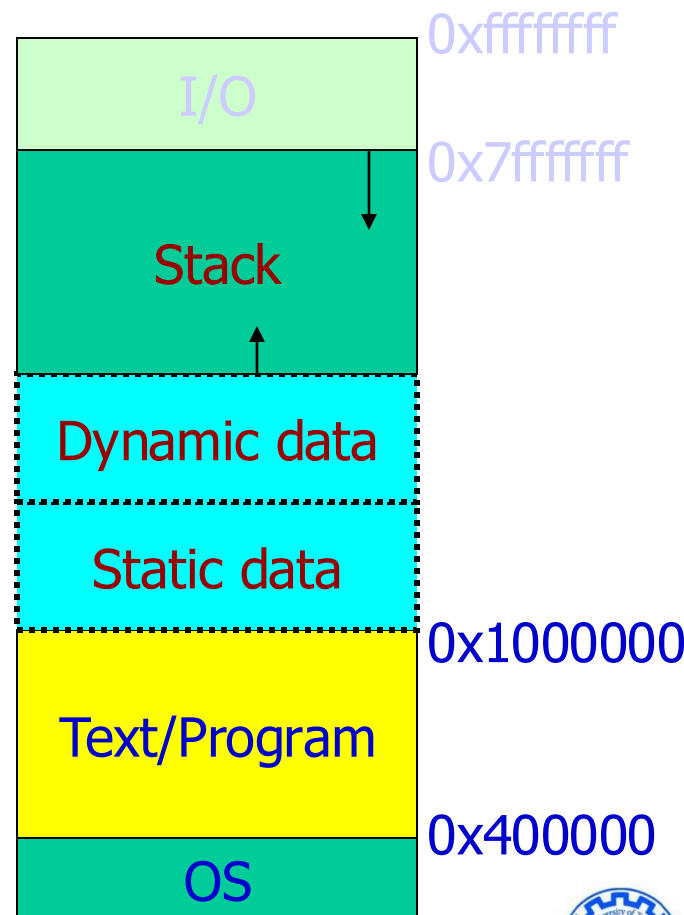 0xffffffff
I/O
0x7fffffff
Stack
Dynamic data
Static data
0x1000000
Text/Program
0x400000
OS